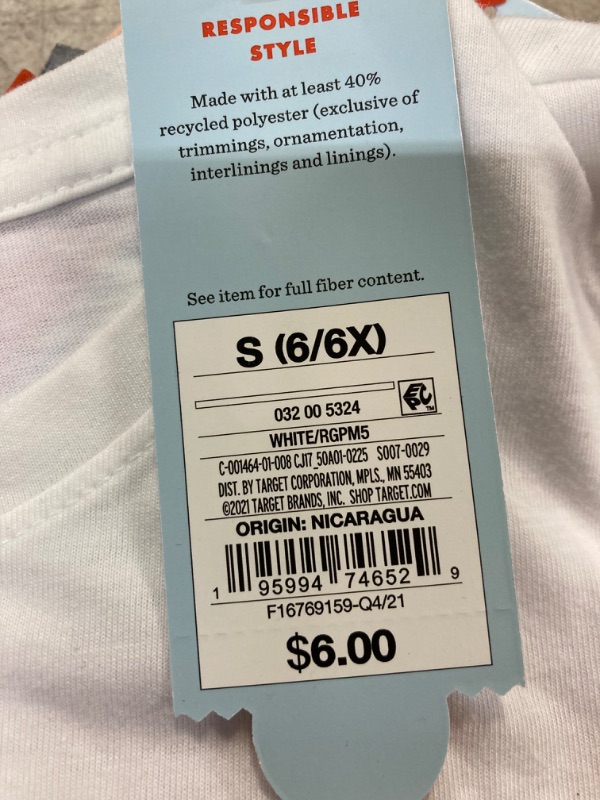 RESPONSIBLE
STYLE
Made with at least 40%
recycled polyester (exclusive of
trimmings, ornamentation,
interlinings and linings).
See item for full fiber content.
S (6/6X)
032 00 5324
EPC TM
WHITE/RGPM5
C-001464-01-008 CJ17_50A01-0225 S00T-0029
DIST. BY TARGET CORPORATION, MPLS., MN 55403
©2021 TARGET BRANDS, INC. SHOP TARGET.COM
ORIGIN: NICARAGUA
1 95994 74652 9
F16769159-Q4/21
$6.00